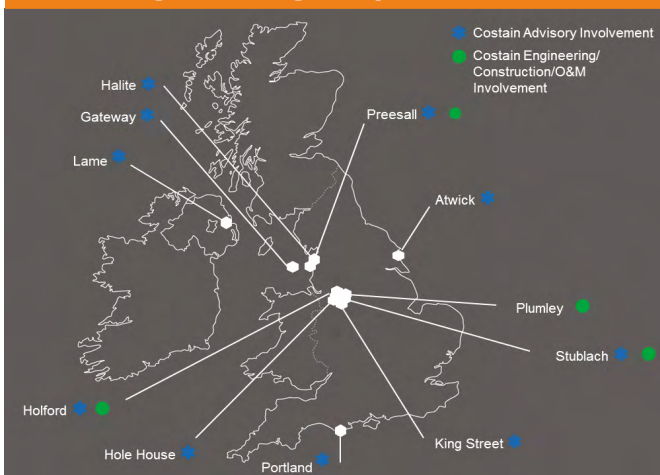 Costain Advisory Involvement
Costain Engineering/
Construction/O&M
Involvement
Halite
Gateway
Preesall
Lame
Atwick
Plumley
Stublach
Holford
Hole House
King Street
Portland